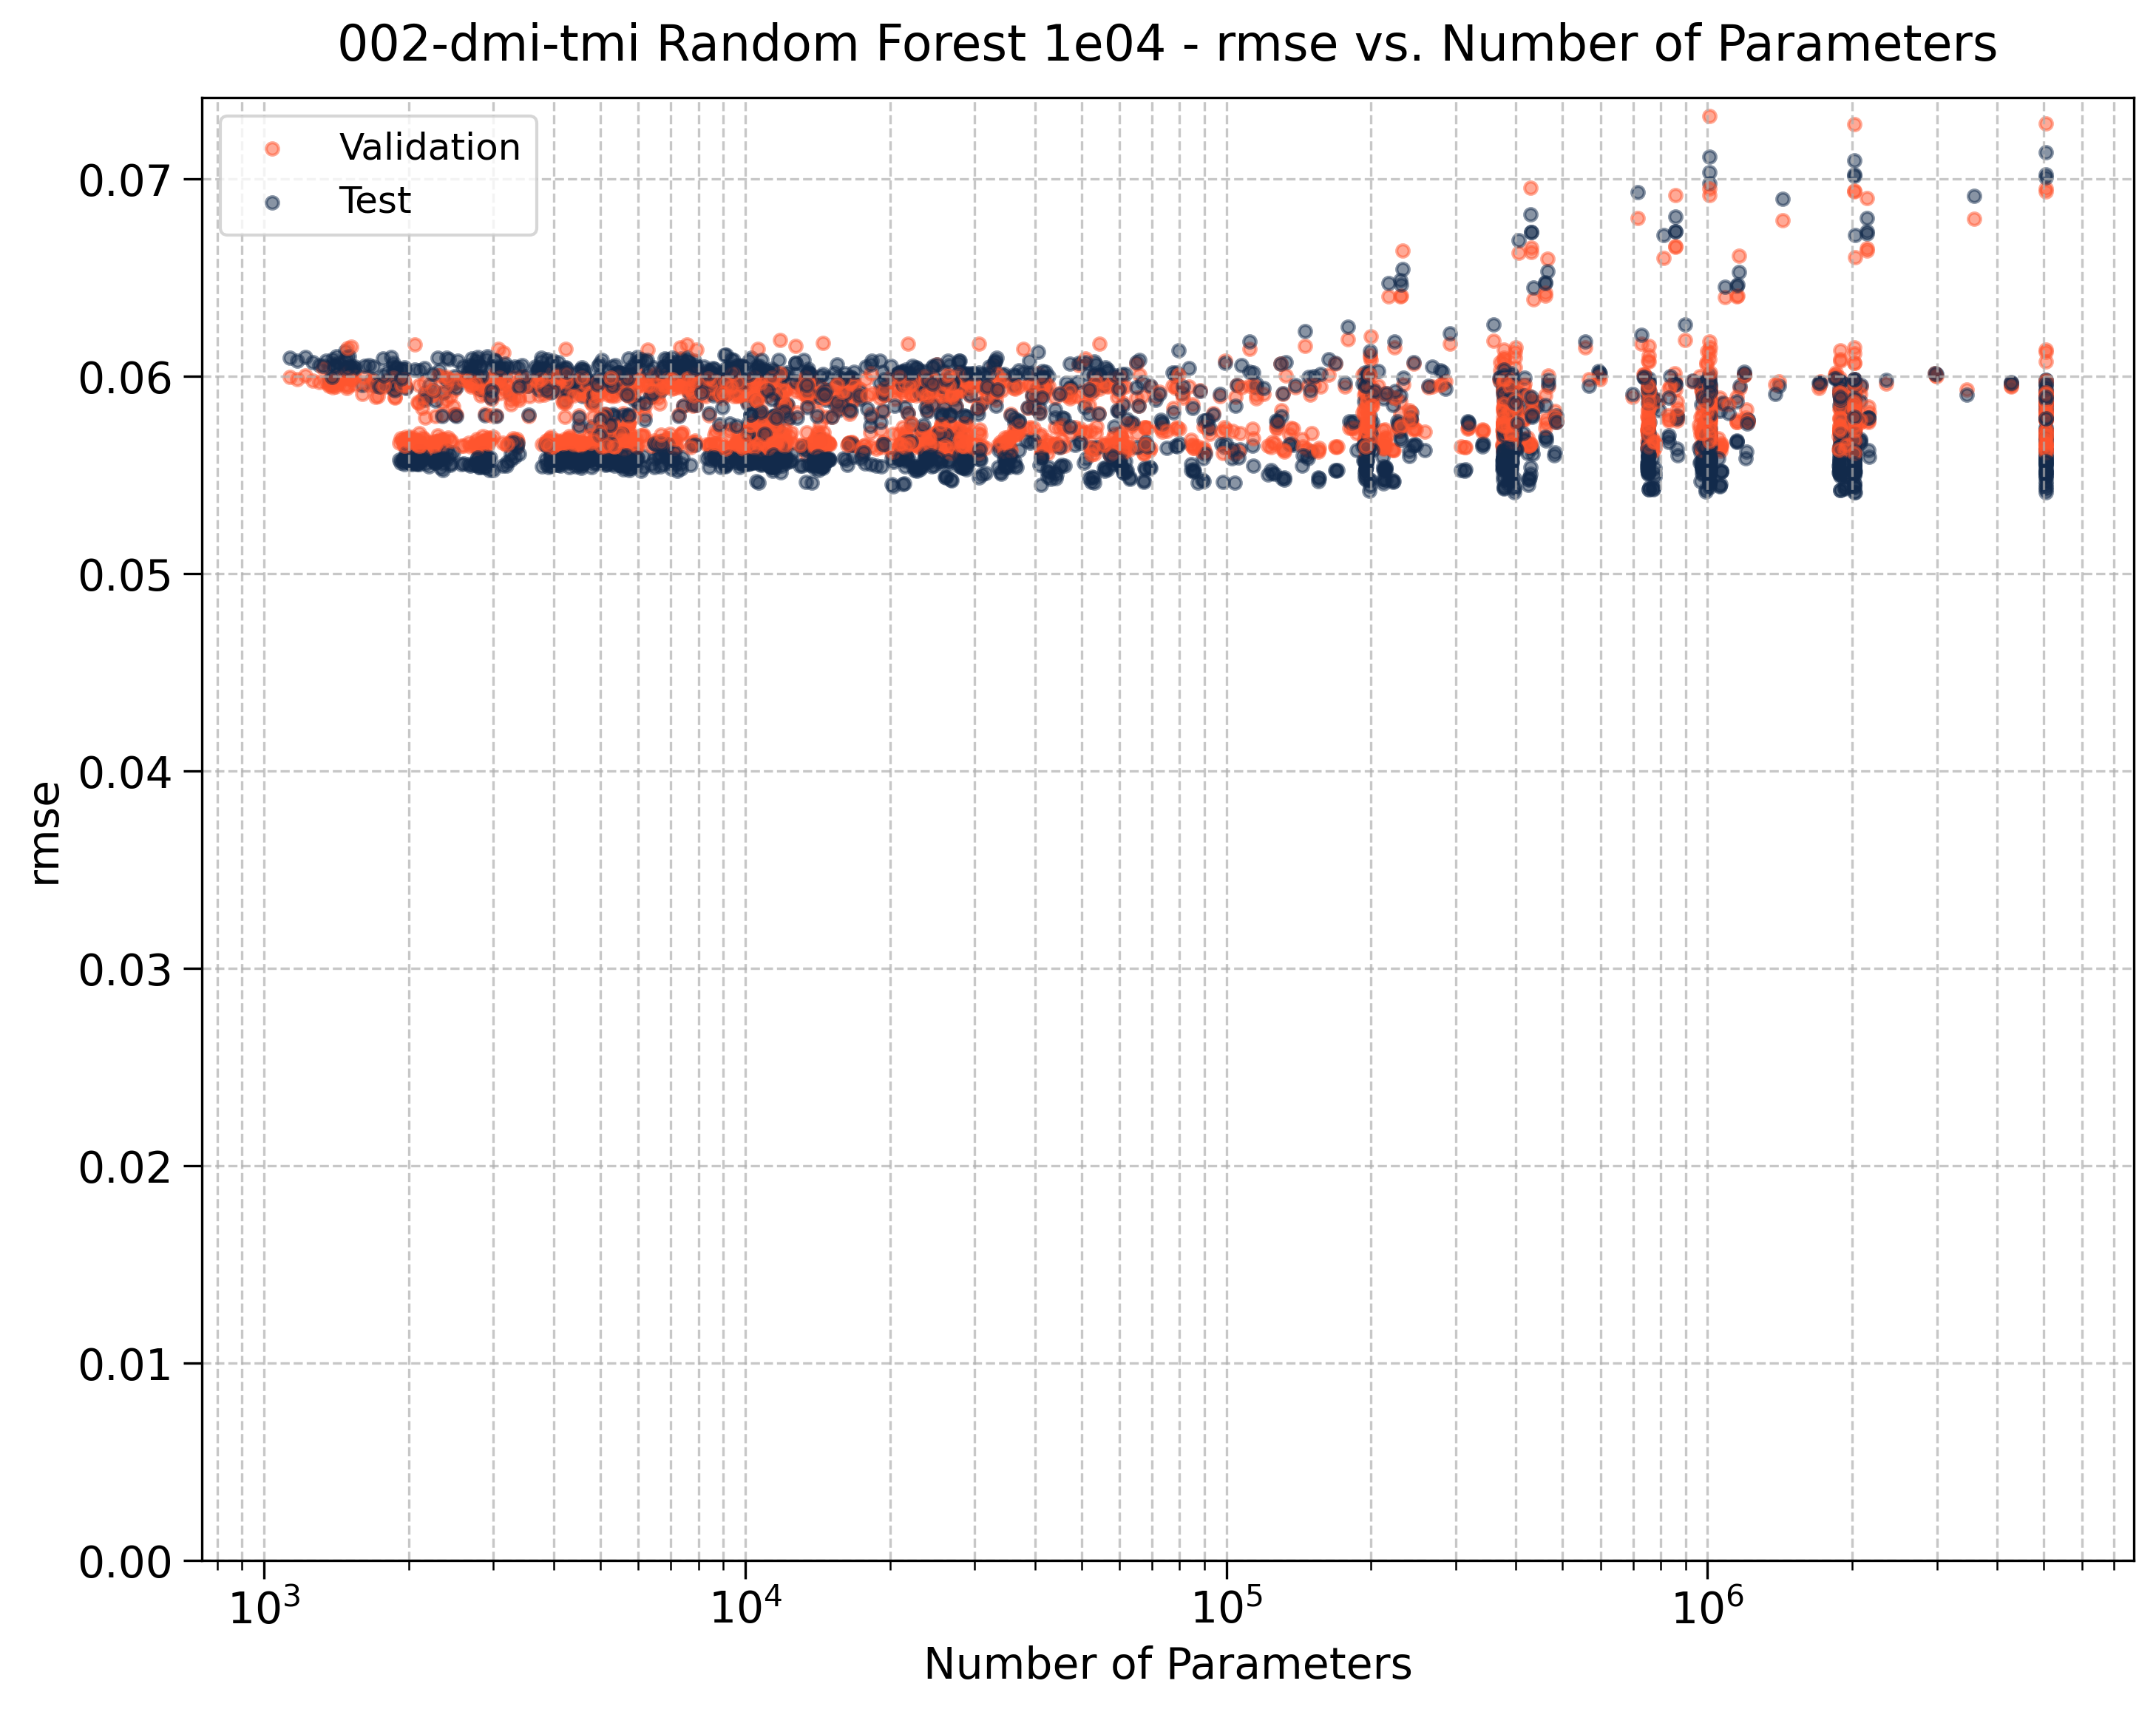 002-dmi-tmi Random Forest 1e04 - rmse vs. Number of Parameters
Validation
Test
0.07
0.06
0.05
0.04
0.03
0.02
0.01
0.00
rmse
10³
10⁴
10⁵
10⁶
Number of Parameters